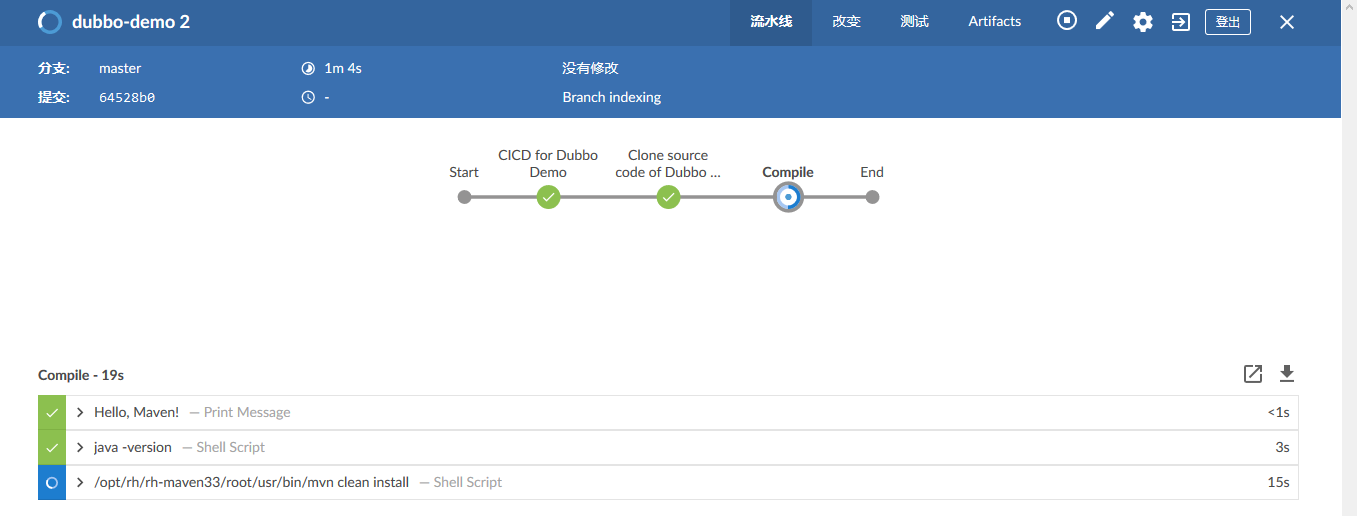 dubbo-demo 2
流水线 改变 测试 Artifacts 登出
分支: master 1m 4s 没有修改
提交: 64528b0 - Branch indexing
Start
CICD for Dubbo
Demo
Clone source
code of Dubbo ...
Compile
End
Compile - 19s
Hello, Maven! — Print Message <1s
java -version — Shell Script 3s
/opt/rh/rh-maven33/root/usr/bin/mvn clean install — Shell Script 15s